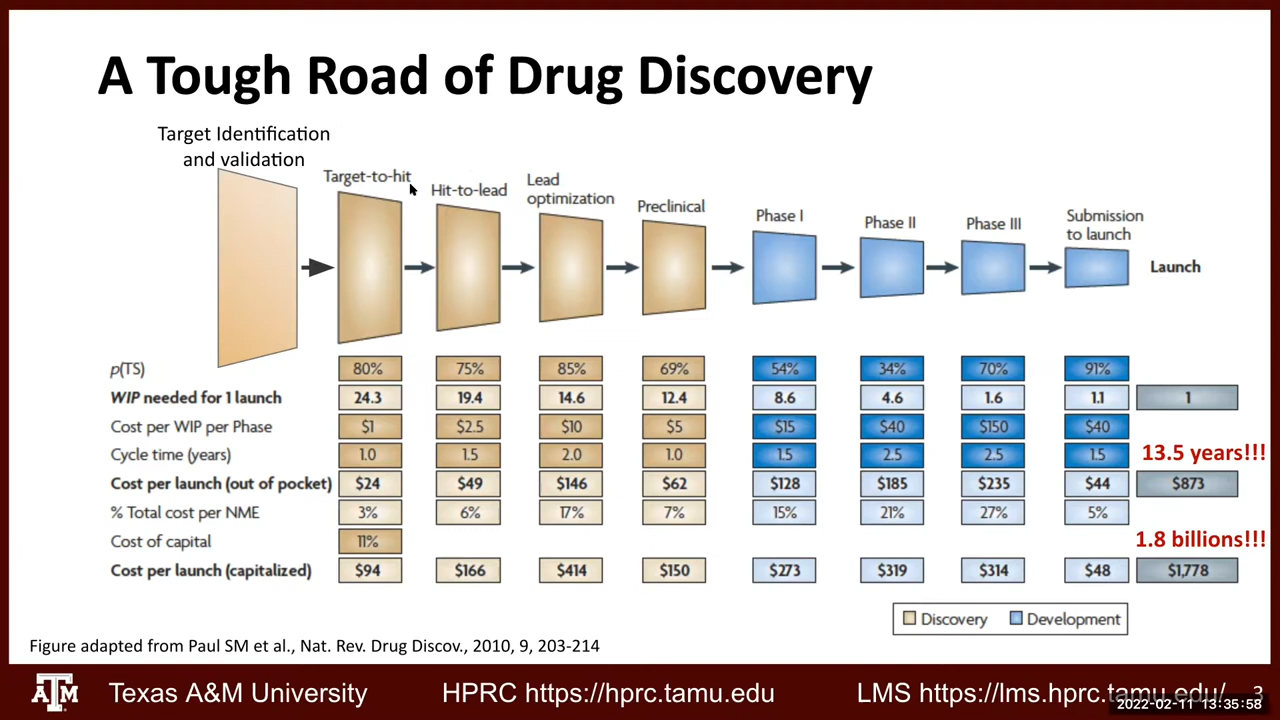 A Tough Road of Drug Discovery
Target Identification
and validation
Target-to-hit
Hit-to-lead
Lead
optimization
Preclinical
Phase I
Phase II
Phase III
Submission
to launch
Launch
p(TS) 80% 75% 85% 69% 54% 34% 70% 91%
WIP needed for 1 launch 24.3 19.4 14.6 12.4 8.6 4.6 1.6 1.1 1
Cost per WIP per Phase $1 $2.5 $10 $5 $15 $40 $150 $40
Cycle time (years) 1.0 1.5 2.0 1.0 1.5 2.5 2.5 1.5 13.5 years!!!
Cost per launch (out of pocket) $24 $49 $146 $62 $128 $185 $235 $44 $873
% Total cost per NME 3% 6% 17% 7% 15% 21% 27% 5%
Cost of capital 11% 1.8 billions!!!
Cost per launch (capitalized) $94 $166 $414 $150 $273 $319 $314 $48 $1,778
Discovery Development
Figure adapted from Paul SM et al., Nat. Rev. Drug Discov., 2010, 9, 203-214
ATM Texas A&M University HPRC https://hprc.tamu.edu LMS https://lms.hprc.tamu.edu/ 3
2022-02-11 13:35:58